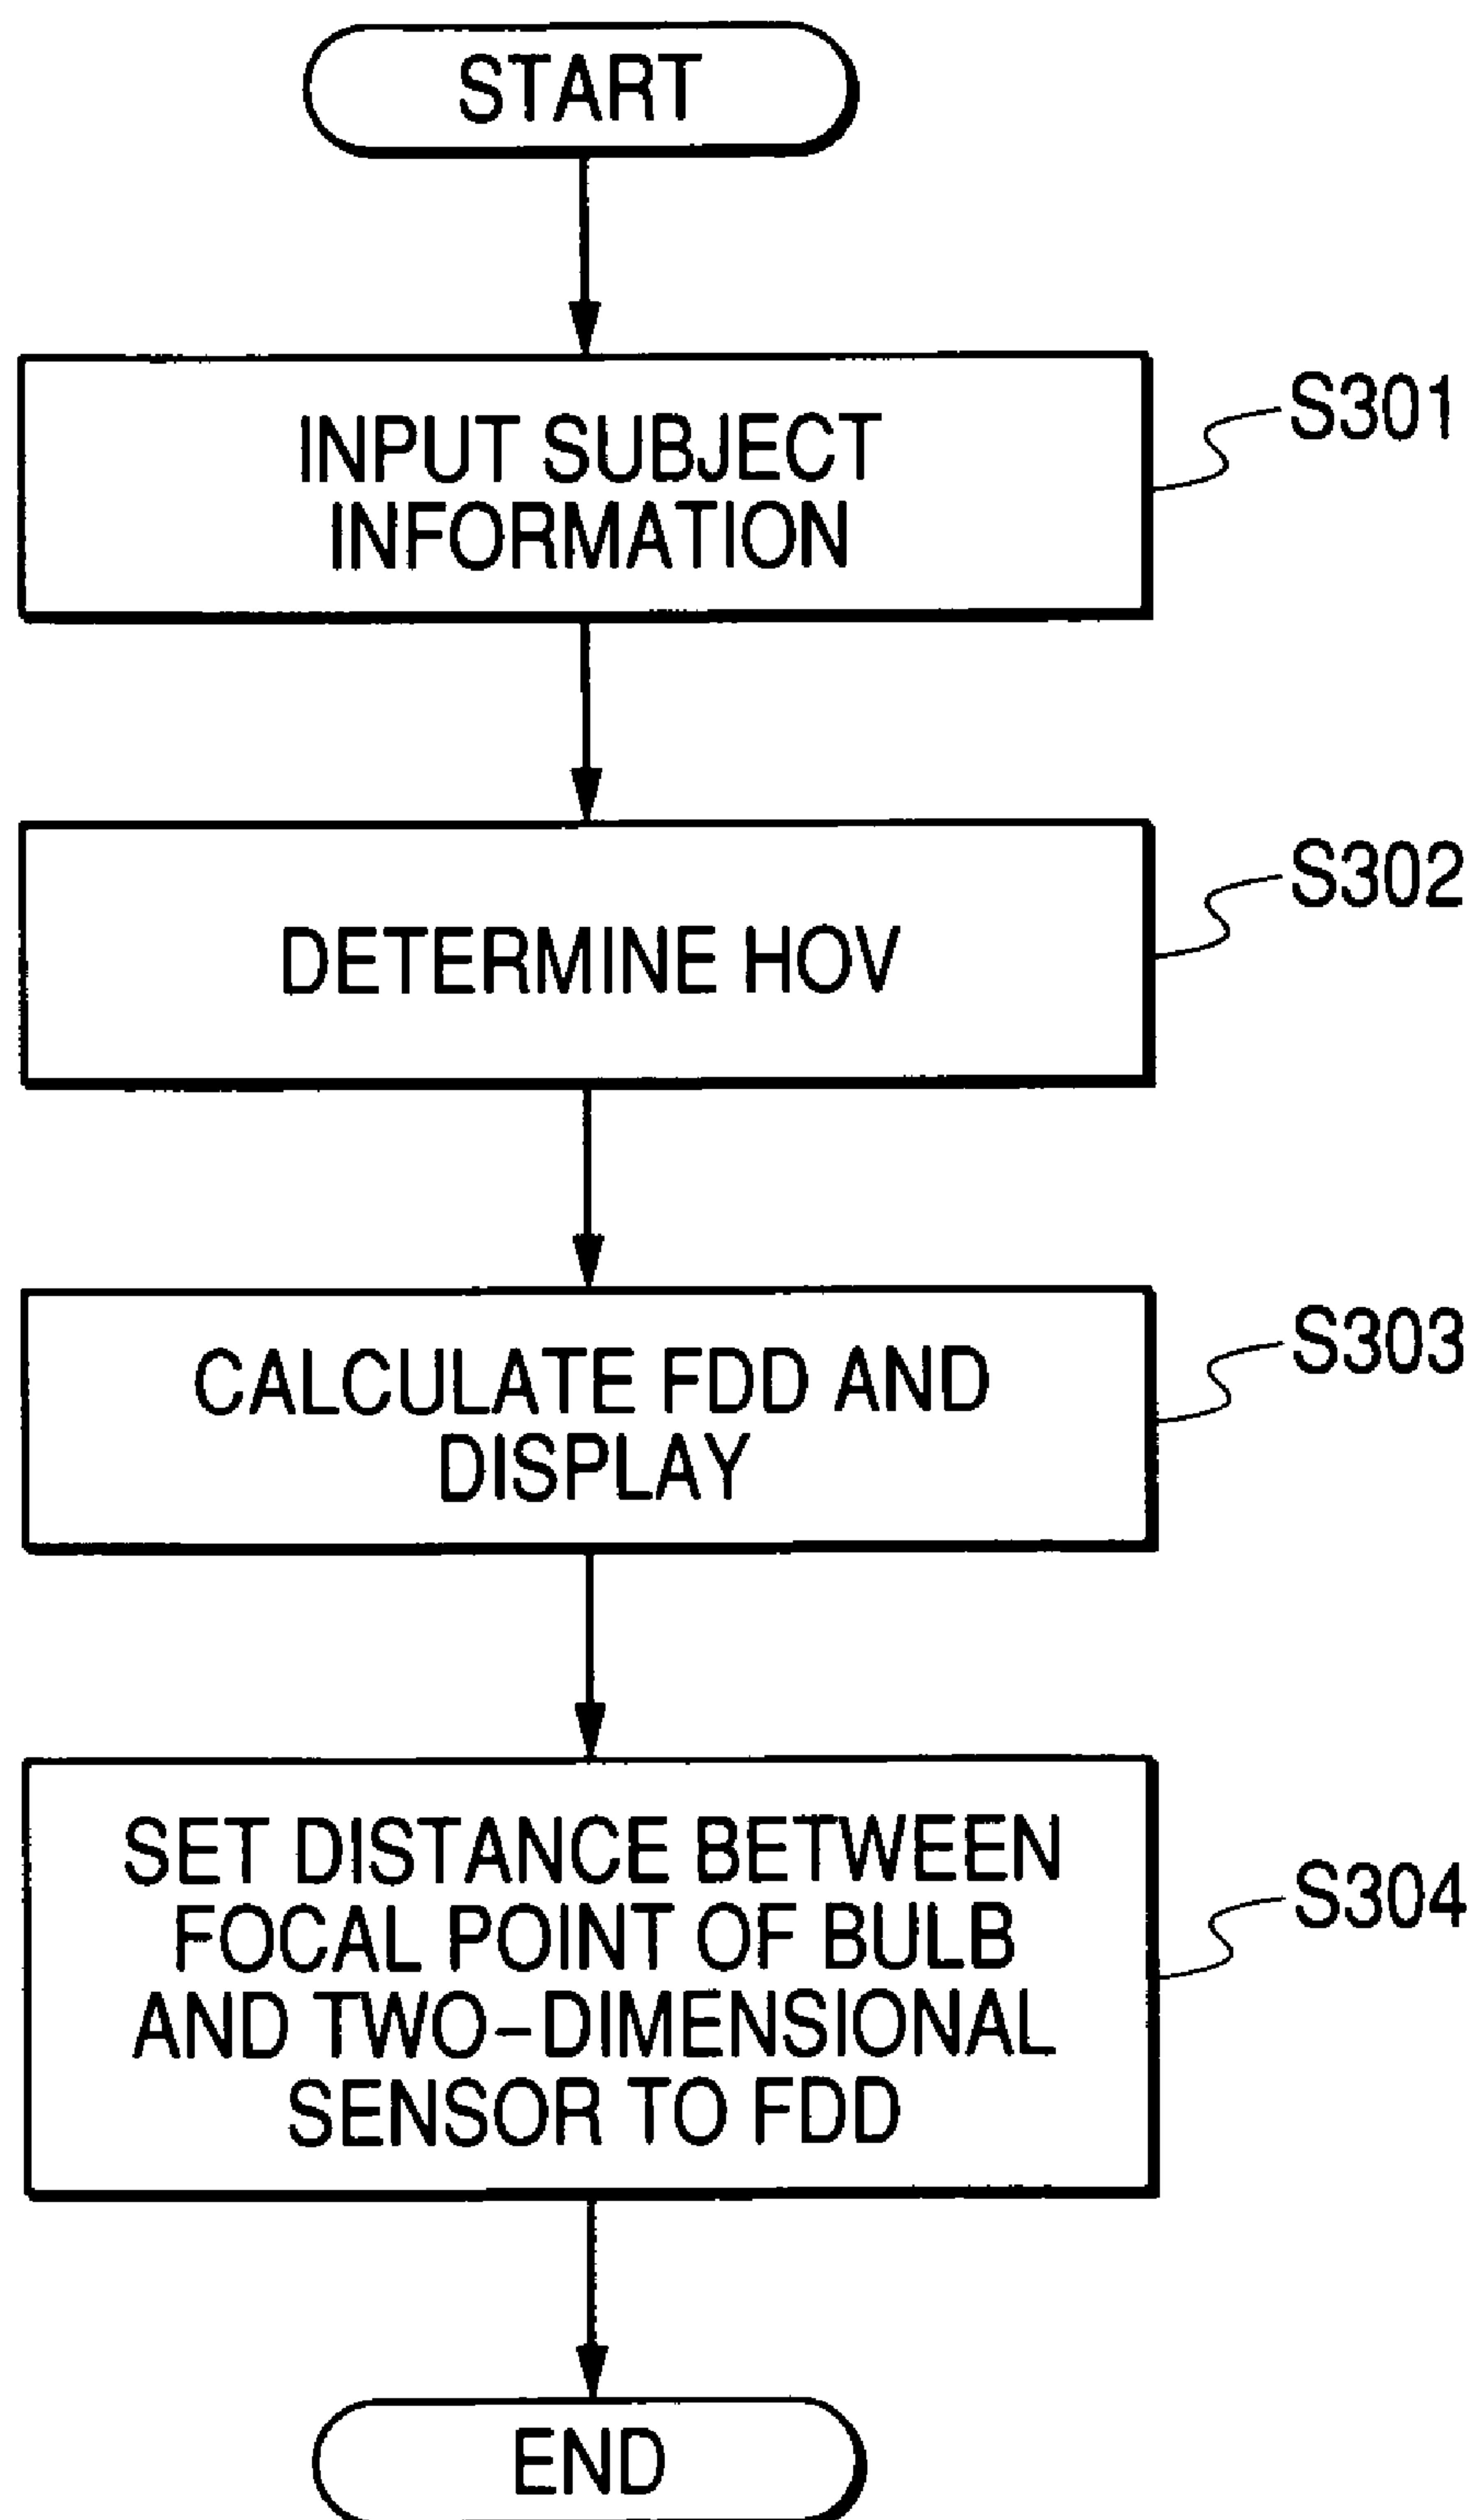 START
INPUT SUBJECT
INFORMATION
S301
DETERMINE HOV
S302
CALCULATE FDD AND
DISPLAY
S303
SET DISTANCE BETWEEN
FOCAL POINT OF BULB
AND TWO-DIMENSIONAL
SENSOR TO FDD
S304
END